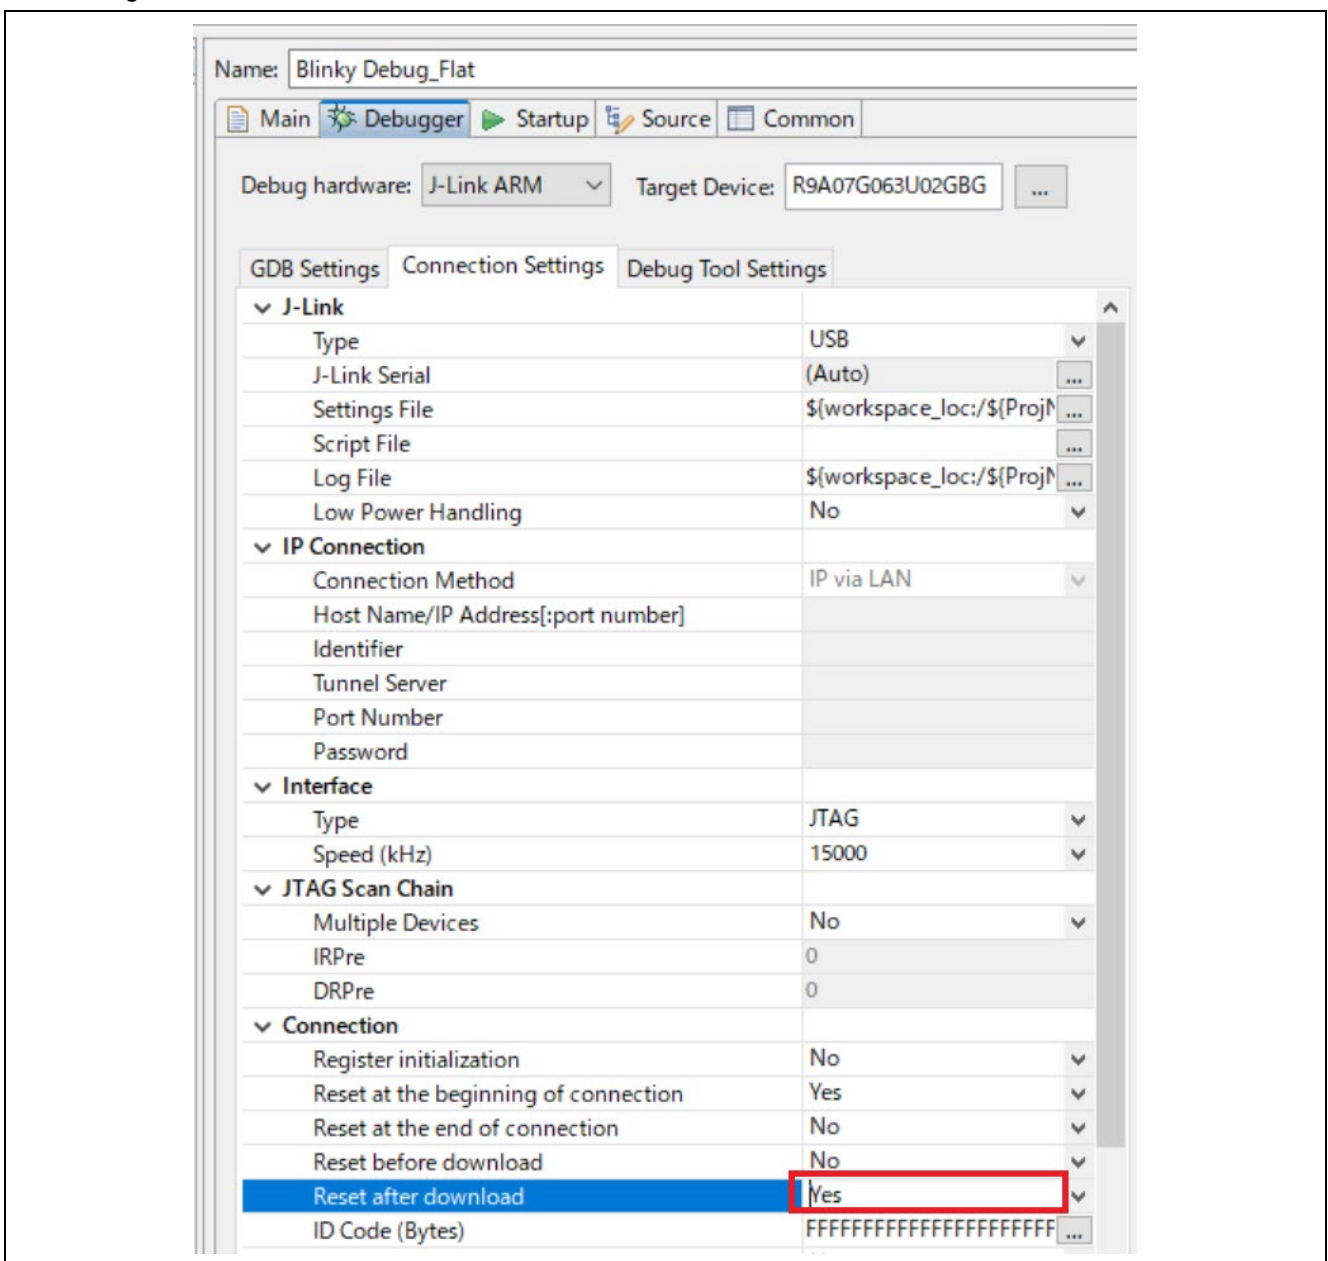 Name: Blinky Debug_Flat
Main Debugger Startup Source Common
Debug hardware: J-Link ARM Target Device: R9A07G063U02GBG ...
GDB Settings Connection Settings Debug Tool Settings
J-Link
Type USB
J-Link Serial (Auto) ...
Settings File ${workspace_loc:/${Proj ...
Script File ...
Log File ${workspace_loc:/${Proj ...
Low Power Handling No
IP Connection
Connection Method IP via LAN
Host Name/IP Address[:port number]
Identifier
Tunnel Server
Port Number
Password
Interface
Type JTAG
Speed (kHz) 15000
JTAG Scan Chain
Multiple Devices No
IRPre 0
DRPre 0
Connection
Register initialization No
Reset at the beginning of connection Yes
Reset at the end of connection No
Reset before download No
Reset after download Yes
ID Code (Bytes) FFFFFFFFFFFFFFFFFFFFFF ...